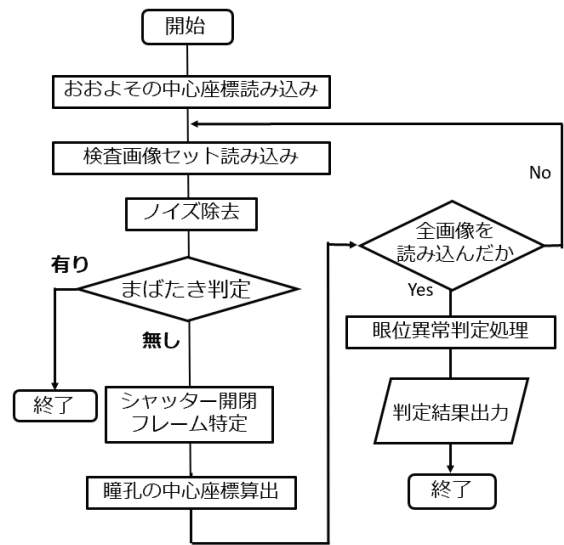 開始
おおよその中心座標読み込み
検査画像セット読み込み
ノイズ除去
有り
まばたき判定
無し
終了
シャッター開閉
フレーム特定
瞳孔の中心座標算出
No
全画像を
読み込んだか
Yes
眼位異常判定処理
判定結果出力
終了